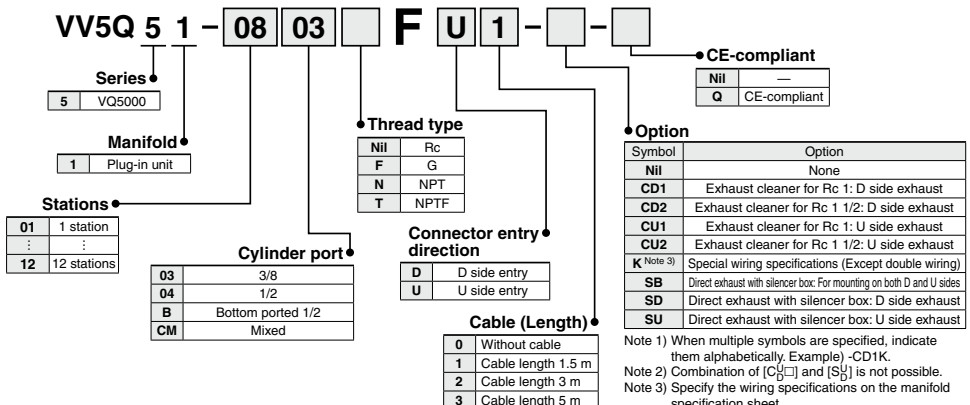 VV5Q 5 1 - 08 03 F U 1 - -
Series
5 VQ5000
Manifold
1 Plug-in unit
Stations
01 1 station
⋮ ⋮
12 12 stations
Cylinder port
03 3/8
04 1/2
B Bottom ported 1/2
CM Mixed
Thread type
Nil Rc
F G
N NPT
T NPTF
Connector entry
direction
D D side entry
U U side entry
Cable (Length)
0 Without cable
1 Cable length 1.5 m
2 Cable length 3 m
3 Cable length 5 m
CE-compliant
Nil —
Q CE-compliant
Option
Symbol Option
Nil None
CD1 Exhaust cleaner for Rc 1: D side exhaust
CD2 Exhaust cleaner for Rc 1 1/2: D side exhaust
CU1 Exhaust cleaner for Rc 1: U side exhaust
CU2 Exhaust cleaner for Rc 1 1/2: U side exhaust
K Note 3) Special wiring specifications (Except double wiring)
SB Direct exhaust with silencer box: For mounting on both D and U sides
SD Direct exhaust with silencer box: D side exhaust
SU Direct exhaust with silencer box: U side exhaust
Note 1) When multiple symbols are specified, indicate
them alphabetically. Example) -CD1K.
Note 2) Combination of [C U D □] and [S U D] is not possible.
Note 3) Specify the wiring specifications on the manifold
specification sheet.